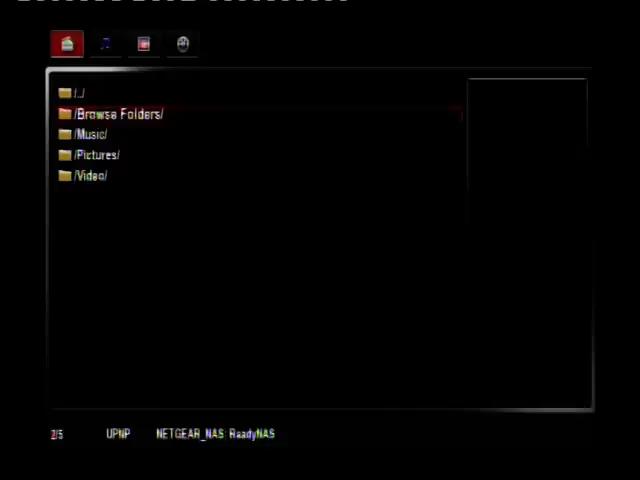 /../
/Browse Folders/
/Music/
/Pictures/
/Video/
2/5 UPNP NETGEAR_NAS: ReadyNAS